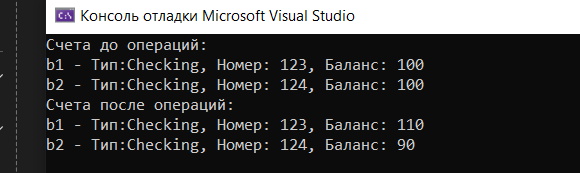 Консоль отладки Microsoft Visual Studio
Счета до операций:
b1 - Тип:Checking, Номер: 123, Баланс: 100
b2 - Тип:Checking, Номер: 124, Баланс: 100
Счета после операций:
b1 - Тип:Checking, Номер: 123, Баланс: 110
b2 - Тип:Checking, Номер: 124, Баланс: 90